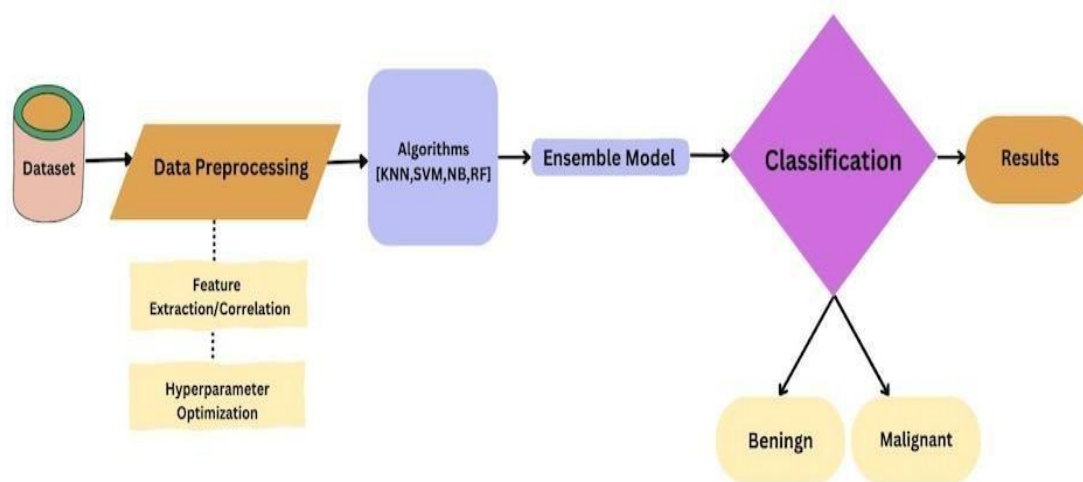 Dataset
Data Preprocessing
Algorithms
[KNN,SVM,NB,RF]
Ensemble Model
Classification
Results
Feature
Extraction/Correlation
Hyperparameter
Optimization
Beningn
Malignant